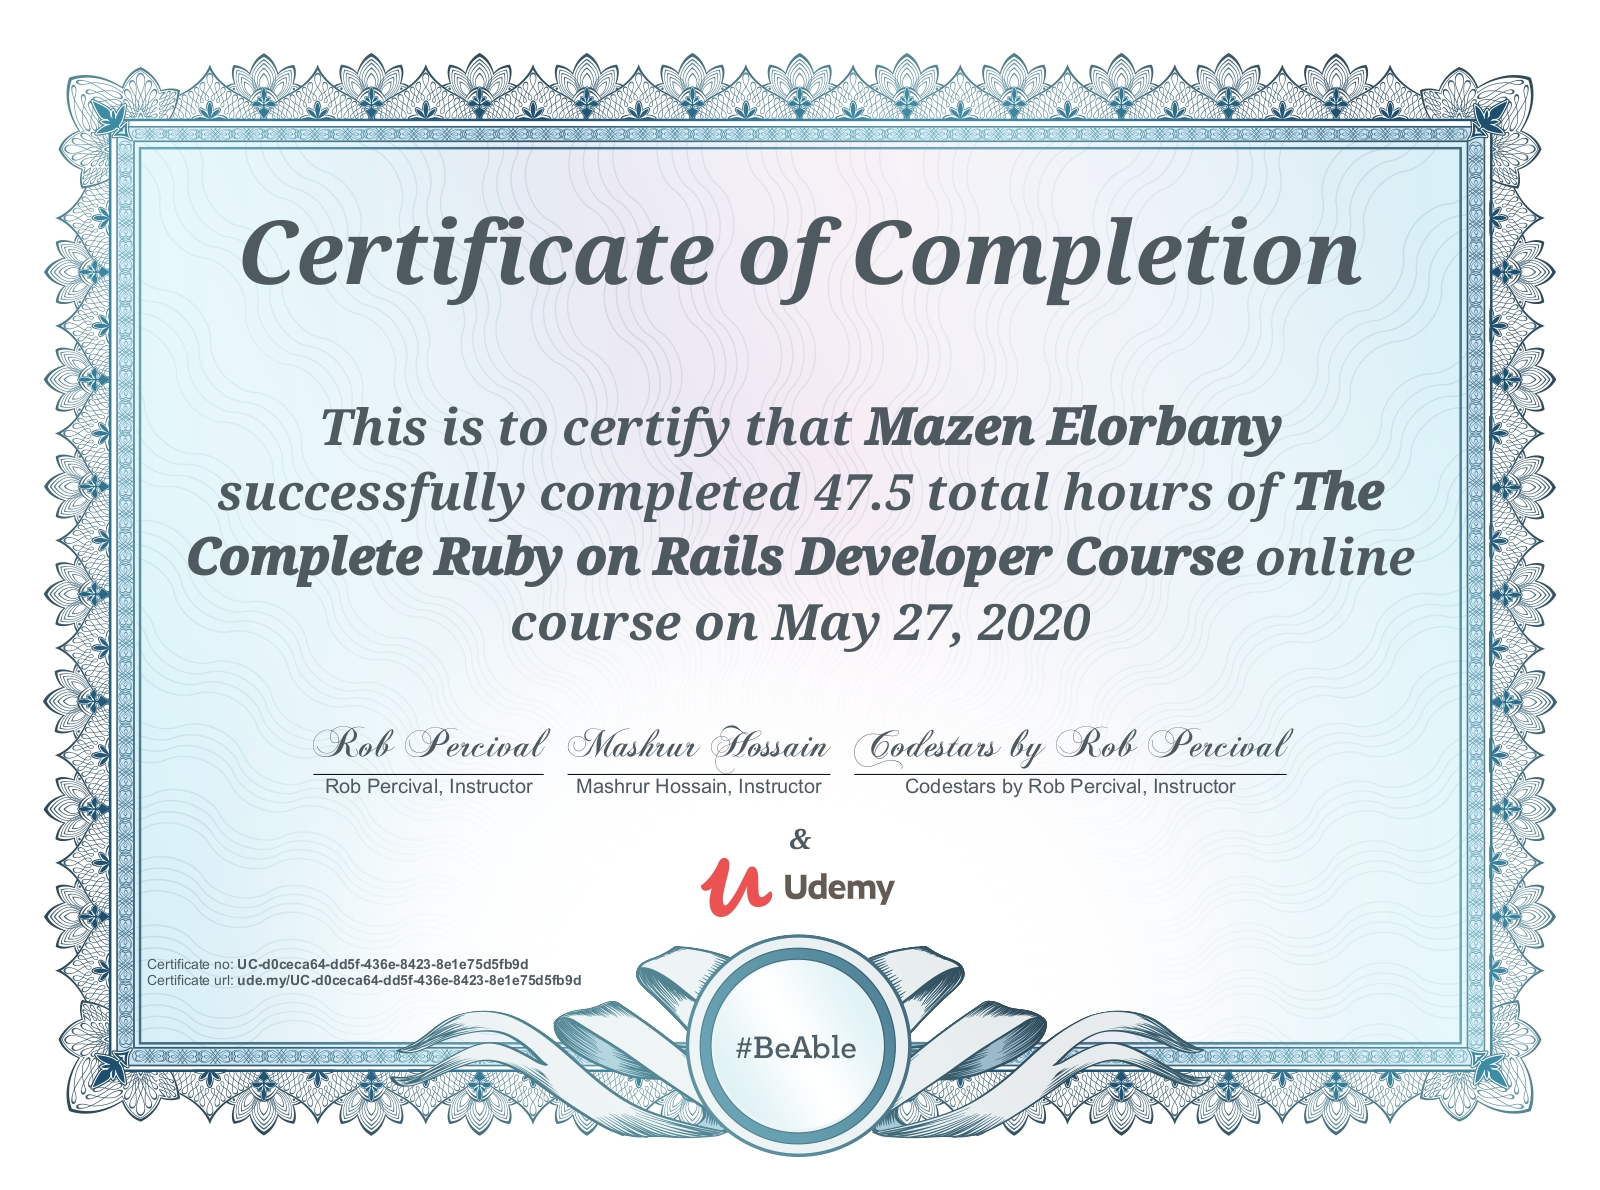 Certificate of Completion
This is to certify that Mazen Elorbany
successfully completed 47.5 total hours of The
Complete Ruby on Rails Developer Course online
course on May 27, 2020
Rob Percival Mashrur Hossain Codestars by Rob Percival
Rob Percival, Instructor Mashrur Hossain, Instructor Codestars by Rob Percival, Instructor
&
Udemy
Certificate no: UC-d0ceca64-dd5f-436e-8423-8e1e75d5fb9d
Certificate url: ude.my/UC-d0ceca64-dd5f-436e-8423-8e1e75d5fb9d
#BeAble